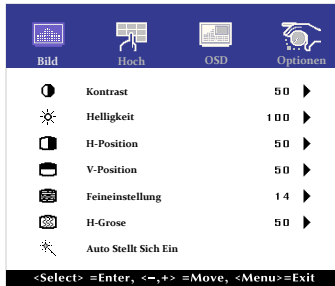 Bild Hoch OSD Optionen
Kontrast 50
Helligkeit 100
H-Position 50
V-Position 50
Feineinstellung 14
H-Grose 50
Auto Stellt Sich Ein
<Select> =Enter, <–,+> =Move, <Menu>=Exit